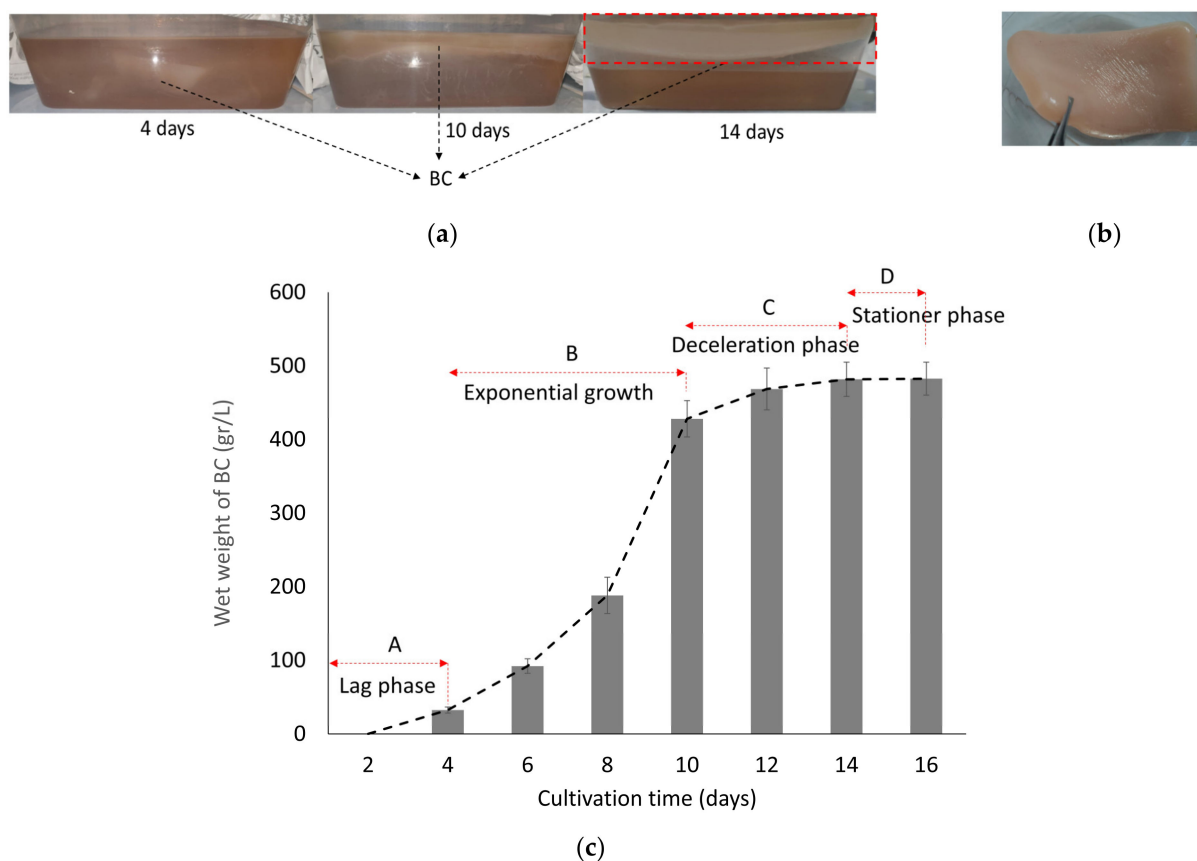 4 days
10 days
14 days
BC
(a)
(b)
600
500
400
300
200
100
0
Wet weight of BC (gr/L)
A
Lag phase
B
Exponential growth
C
Deceleration phase
D
Stationer phase
2 4 6 8 10 12 14 16
Cultivation time (days)
(c)